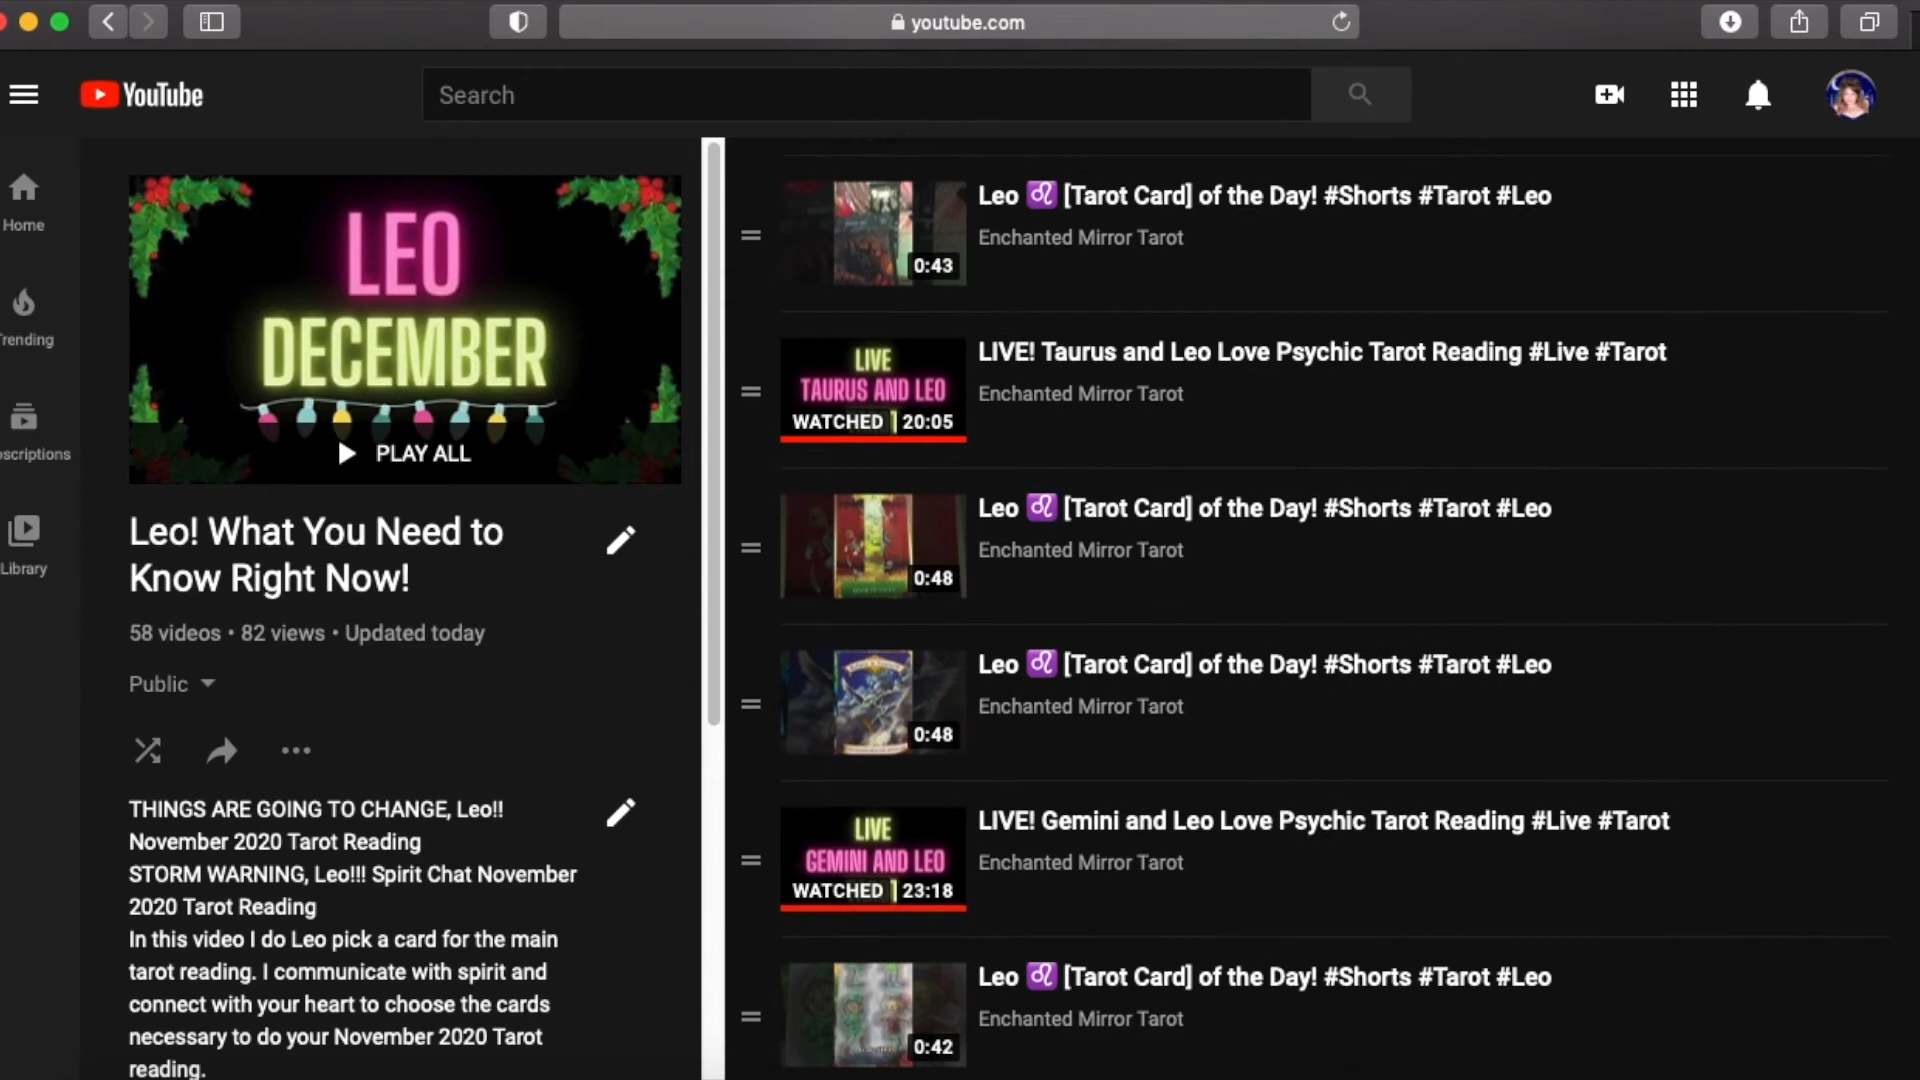 youtube.com
YouTube
Search
Home
Trending
Subscriptions
Library
LEO
DECEMBER
PLAY ALL
Leo! What You Need to
Know Right Now!
58 videos • 82 views • Updated today
Public
THINGS ARE GOING TO CHANGE, Leo!!
November 2020 Tarot Reading
STORM WARNING, Leo!!! Spirit Chat November
2020 Tarot Reading
In this video I do Leo pick a card for the main
tarot reading. I communicate with spirit and
connect with your heart to choose the cards
necessary to do your November 2020 Tarot
reading.
Leo ♌ [Tarot Card] of the Day! #Shorts #Tarot #Leo
Enchanted Mirror Tarot
0:43
LIVE! Taurus and Leo Love Psychic Tarot Reading #Live #Tarot
Enchanted Mirror Tarot
LIVE
TAURUS AND LEO
WATCHED 20:05
Leo ♌ [Tarot Card] of the Day! #Shorts #Tarot #Leo
Enchanted Mirror Tarot
0:48
Leo ♌ [Tarot Card] of the Day! #Shorts #Tarot #Leo
Enchanted Mirror Tarot
0:48
LIVE! Gemini and Leo Love Psychic Tarot Reading #Live #Tarot
Enchanted Mirror Tarot
LIVE
GEMINI AND LEO
WATCHED 23:18
Leo ♌ [Tarot Card] of the Day! #Shorts #Tarot #Leo
Enchanted Mirror Tarot
0:42